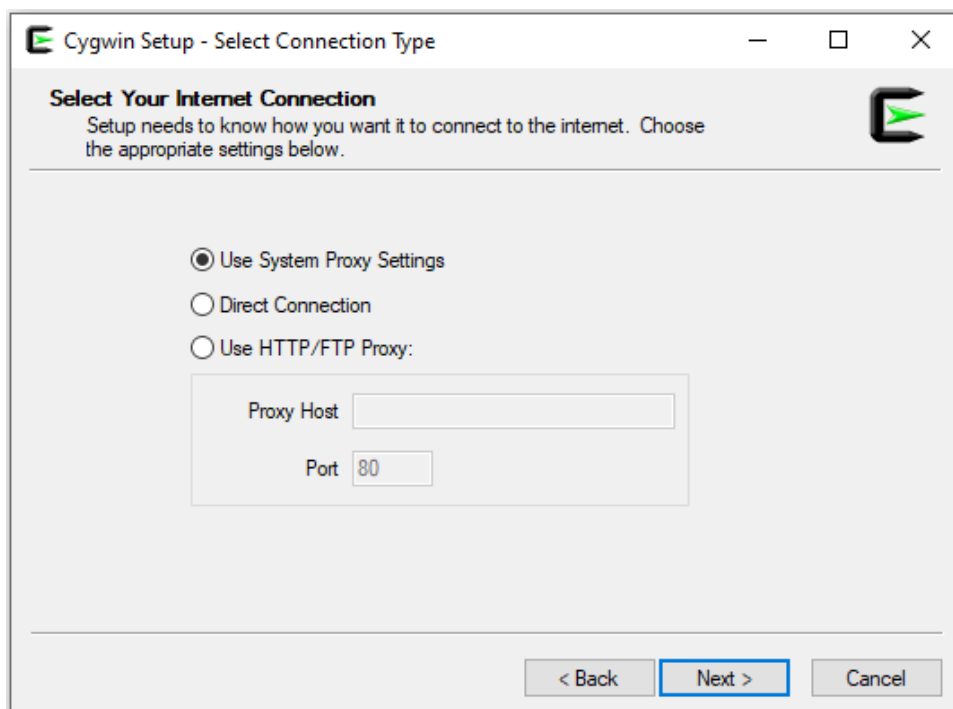 Cygwin Setup - Select Connection Type
Select Your Internet Connection
Setup needs to know how you want it to connect to the internet.  Choose
the appropriate settings below.
Use System Proxy Settings
Direct Connection
Use HTTP/FTP Proxy:
Proxy Host
Port 80
< Back Next > Cancel